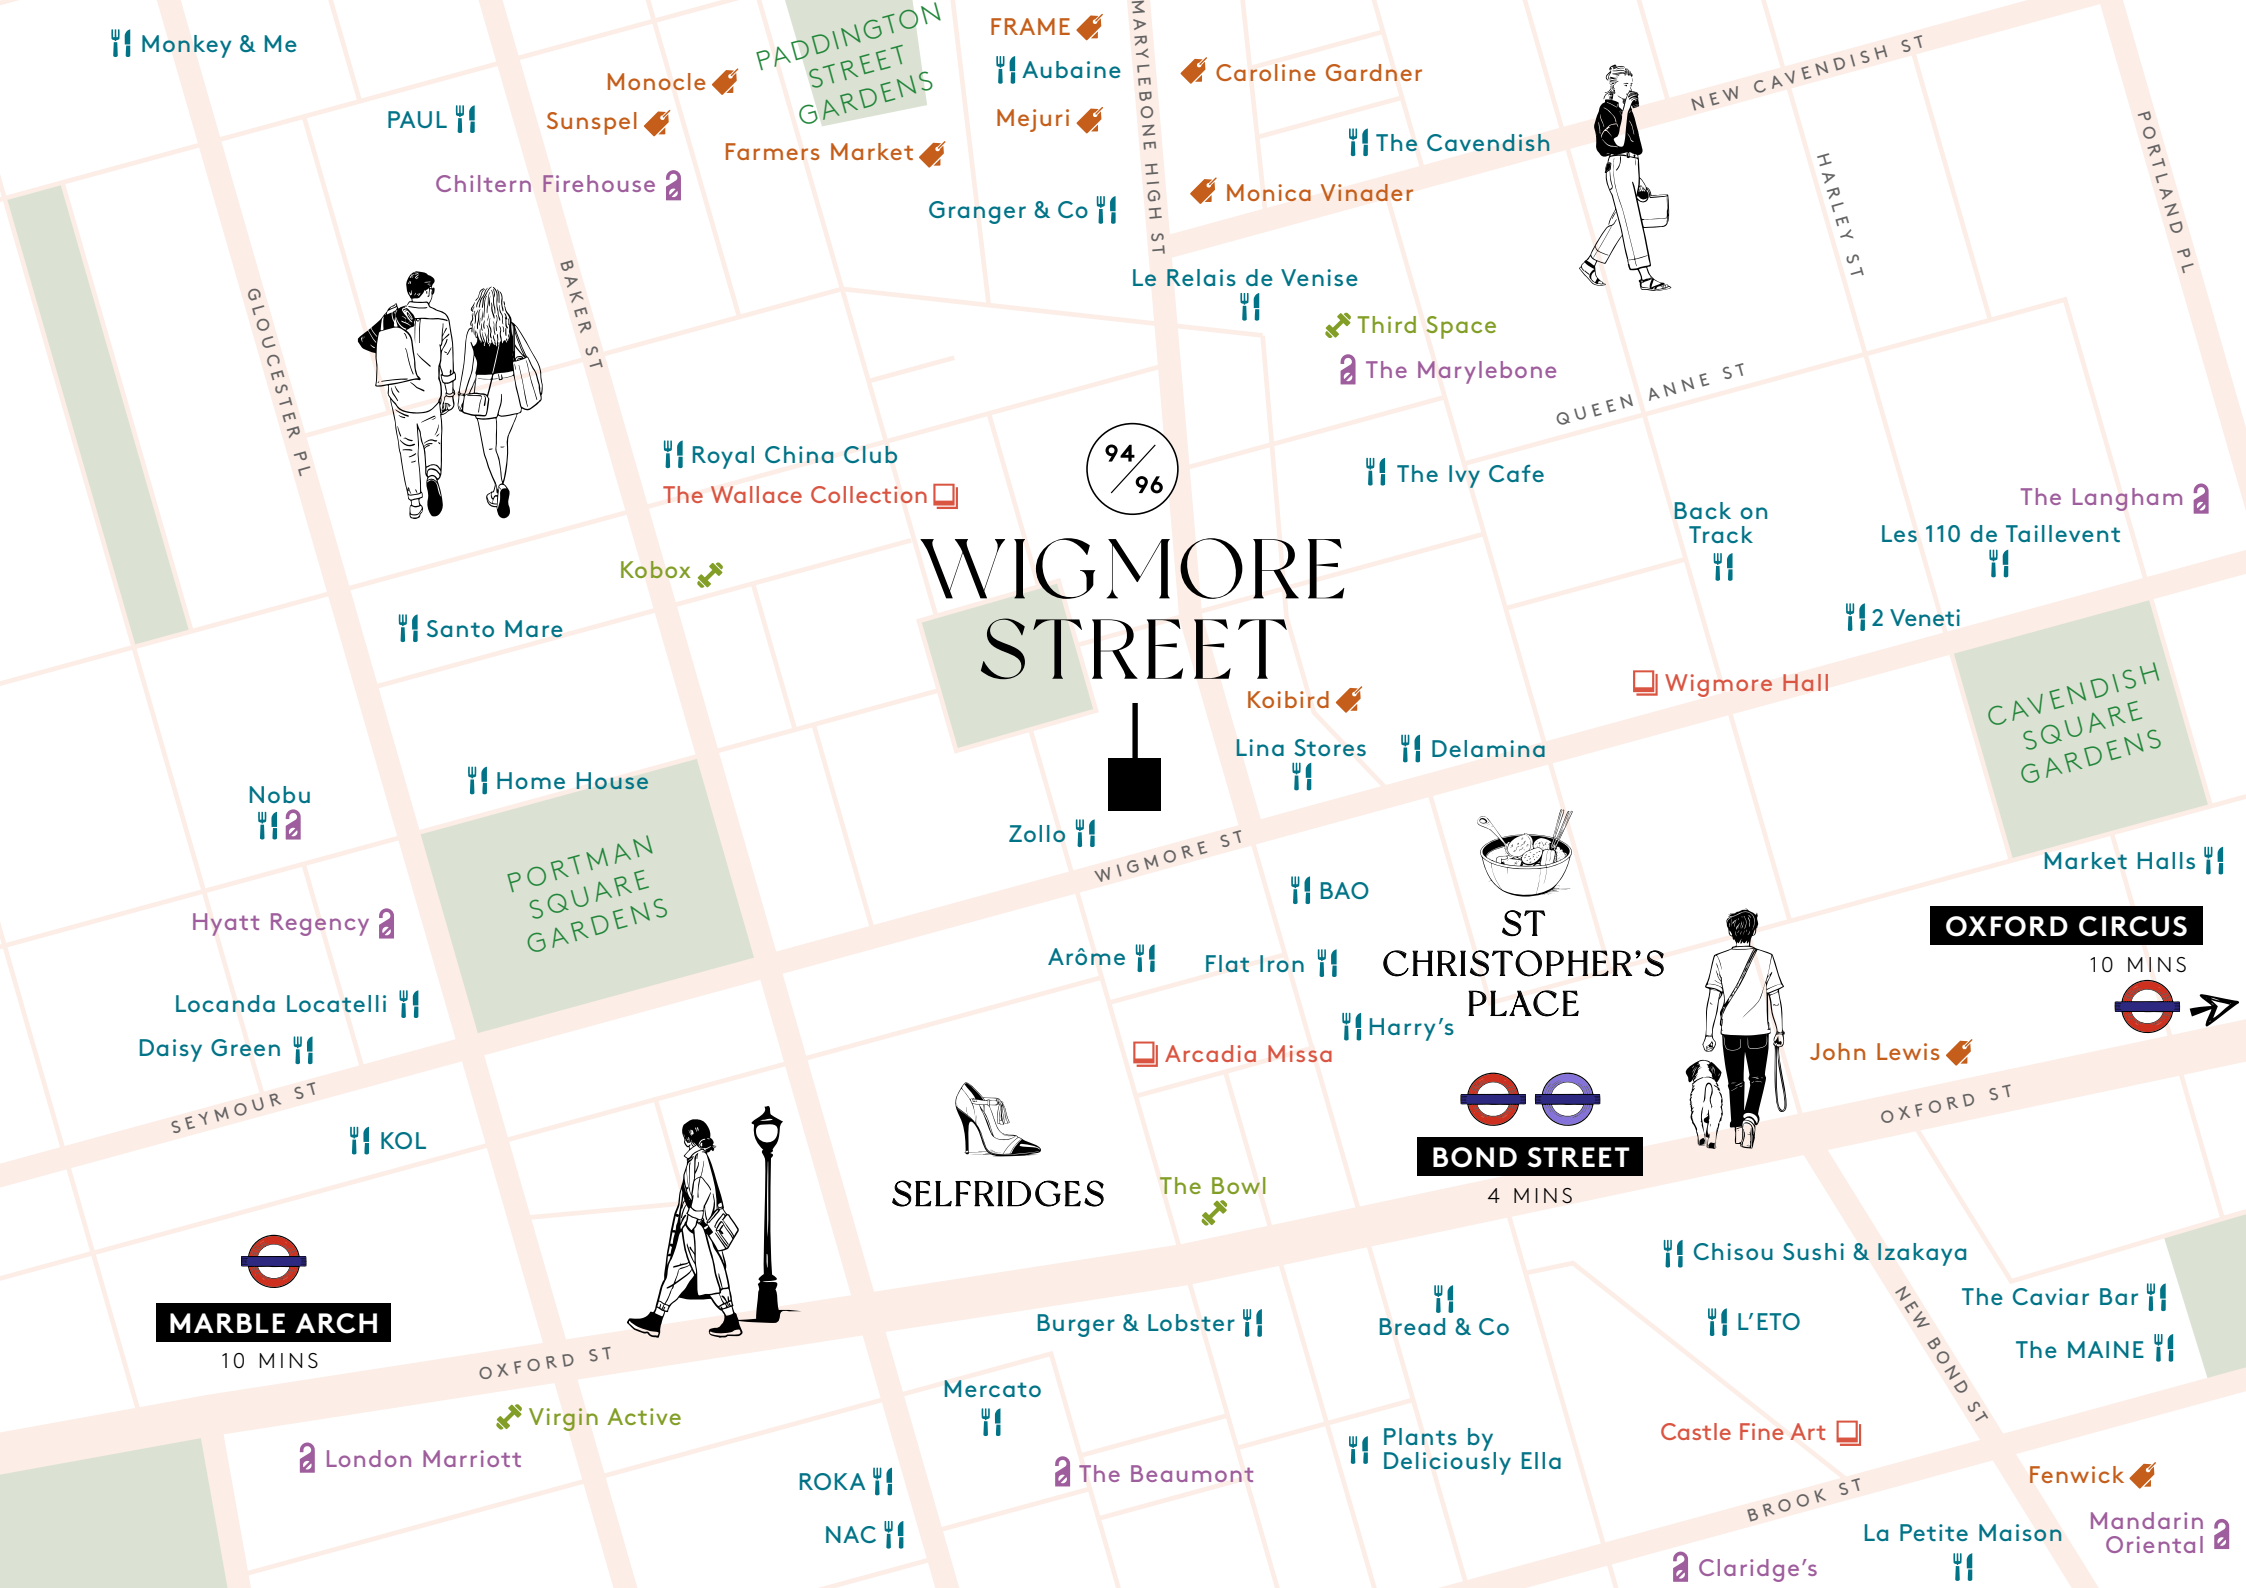 Monkey & Me
PAUL
Monocle
Sunspel
Chiltern Firehouse
PADDINGTON
STREET
GARDENS
Farmers Market
FRAME
Aubaine
Mejuri
Granger & Co
MARYLEBONE HIGH ST
Caroline Gardner
The Cavendish
Monica Vinader
NEW CAVENDISH ST
HARLEY ST
PORTLAND PL
Le Relais de Venise
Third Space
The Marylebone
QUEEN ANNE ST
GLOUCESTER PL
BAKER ST
Royal China Club
The Wallace Collection
Kobox
Santo Mare
94
96
WIGMORE
STREET
The Ivy Cafe
Back on
Track
The Langham
Les 110 de Taillevent
2 Veneti
Wigmore Hall
Koibird
Lina Stores
Delamina
CAVENDISH
SQUARE
GARDENS
Nobu
Home House
PORTMAN
SQUARE
GARDENS
Hyatt Regency
Locanda Locatelli
Daisy Green
SEYMOUR ST
KOL
Zollo
WIGMORE ST
BAO
Arôme
Flat Iron
ST
CHRISTOPHER'S
PLACE
Harry's
Arcadia Missa
Market Halls
OXFORD CIRCUS
10 MINS
John Lewis
OXFORD ST
BOND STREET
4 MINS
SELFRIDGES
The Bowl
MARBLE ARCH
10 MINS
OXFORD ST
Virgin Active
London Marriott
Burger & Lobster
Bread & Co
Chisou Sushi & Izakaya
L'ETO
NEW BOND ST
The Caviar Bar
The MAINE
Mercato
ROKA
NAC
The Beaumont
Plants by
Deliciously Ella
Castle Fine Art
BROOK ST
Fenwick
La Petite Maison
Mandarin
Oriental
Claridge's